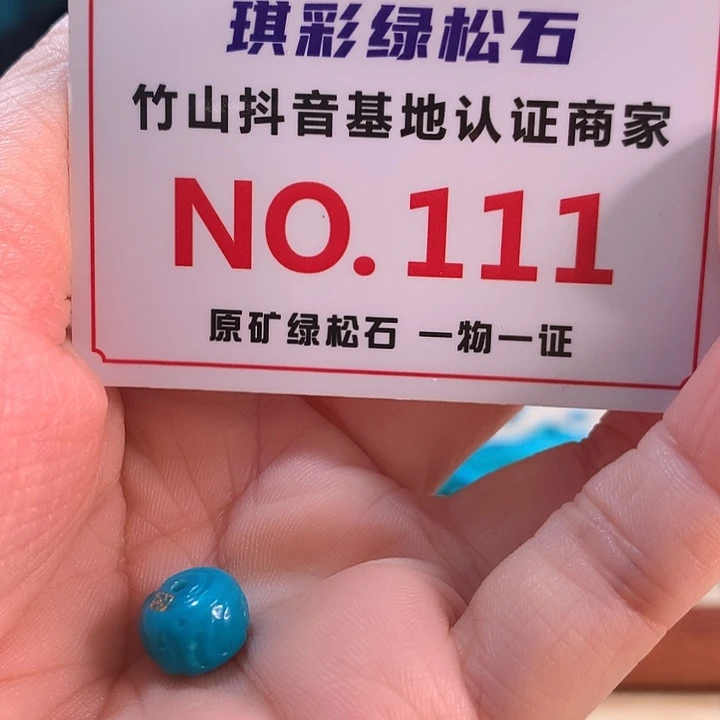 琪彩绿松石
竹山抖音基地认证商家
NO.111
原矿绿松石 一物一证